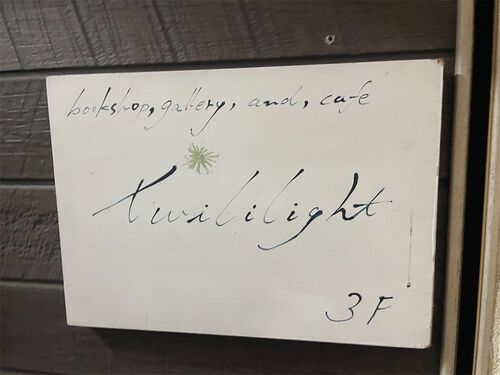 bookshop, gallery, and, cafe
twililight
3F